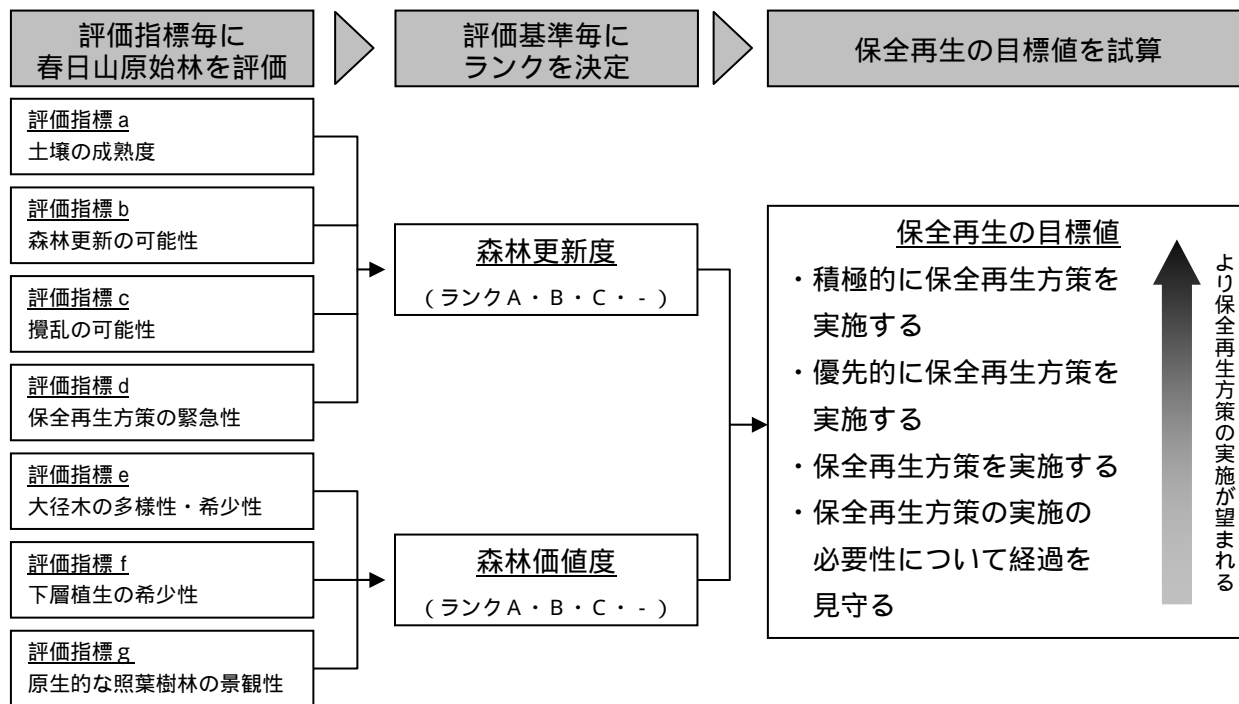 評価指標毎に
春日山原始林を評価
評価基準毎に
ランクを決定
保全再生の目標値を試算
評価指標 a
土壌の成熟度
評価指標 b
森林更新の可能性
評価指標 c
攪乱の可能性
評価指標 d
保全再生方策の緊急性
評価指標 e
大径木の多様性・希少性
評価指標 f
下層植生の希少性
評価指標 g
原生的な照葉樹林の景観性
森林更新度
(ランクA・B・C・-)
森林価値度
(ランクA・B・C・-)
保全再生の目標値
・積極的に保全再生方策を
実施する
・優先的に保全再生方策を
実施する
・保全再生方策を実施する
・保全再生方策の実施の
必要性について経過を
見守る
より保全再生方策の実施が望まれる